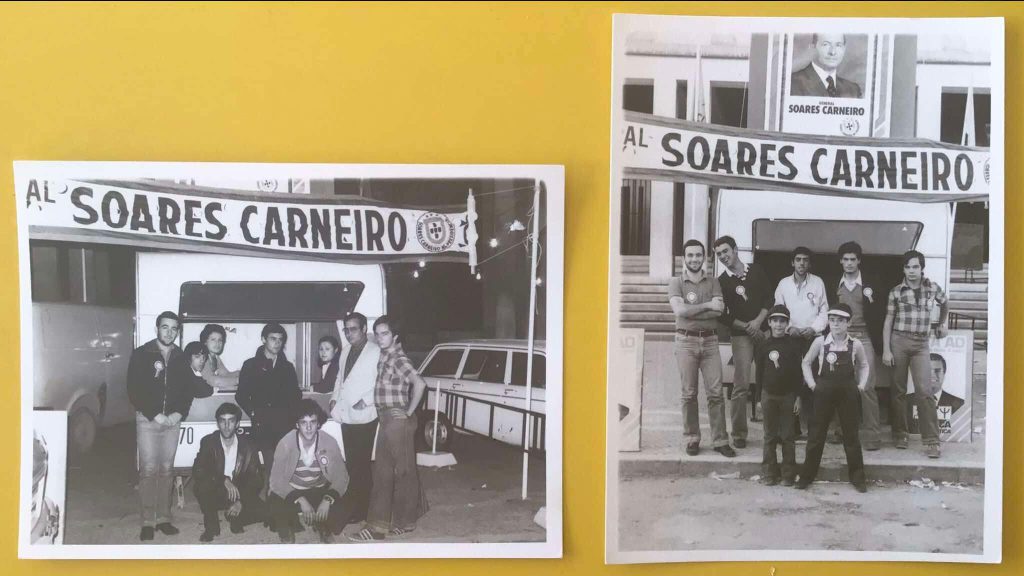 AL SOARES CARNEIRO
70
GENERAL
SOARES CARNEIRO
AL SOARES CARNEIRO
AD